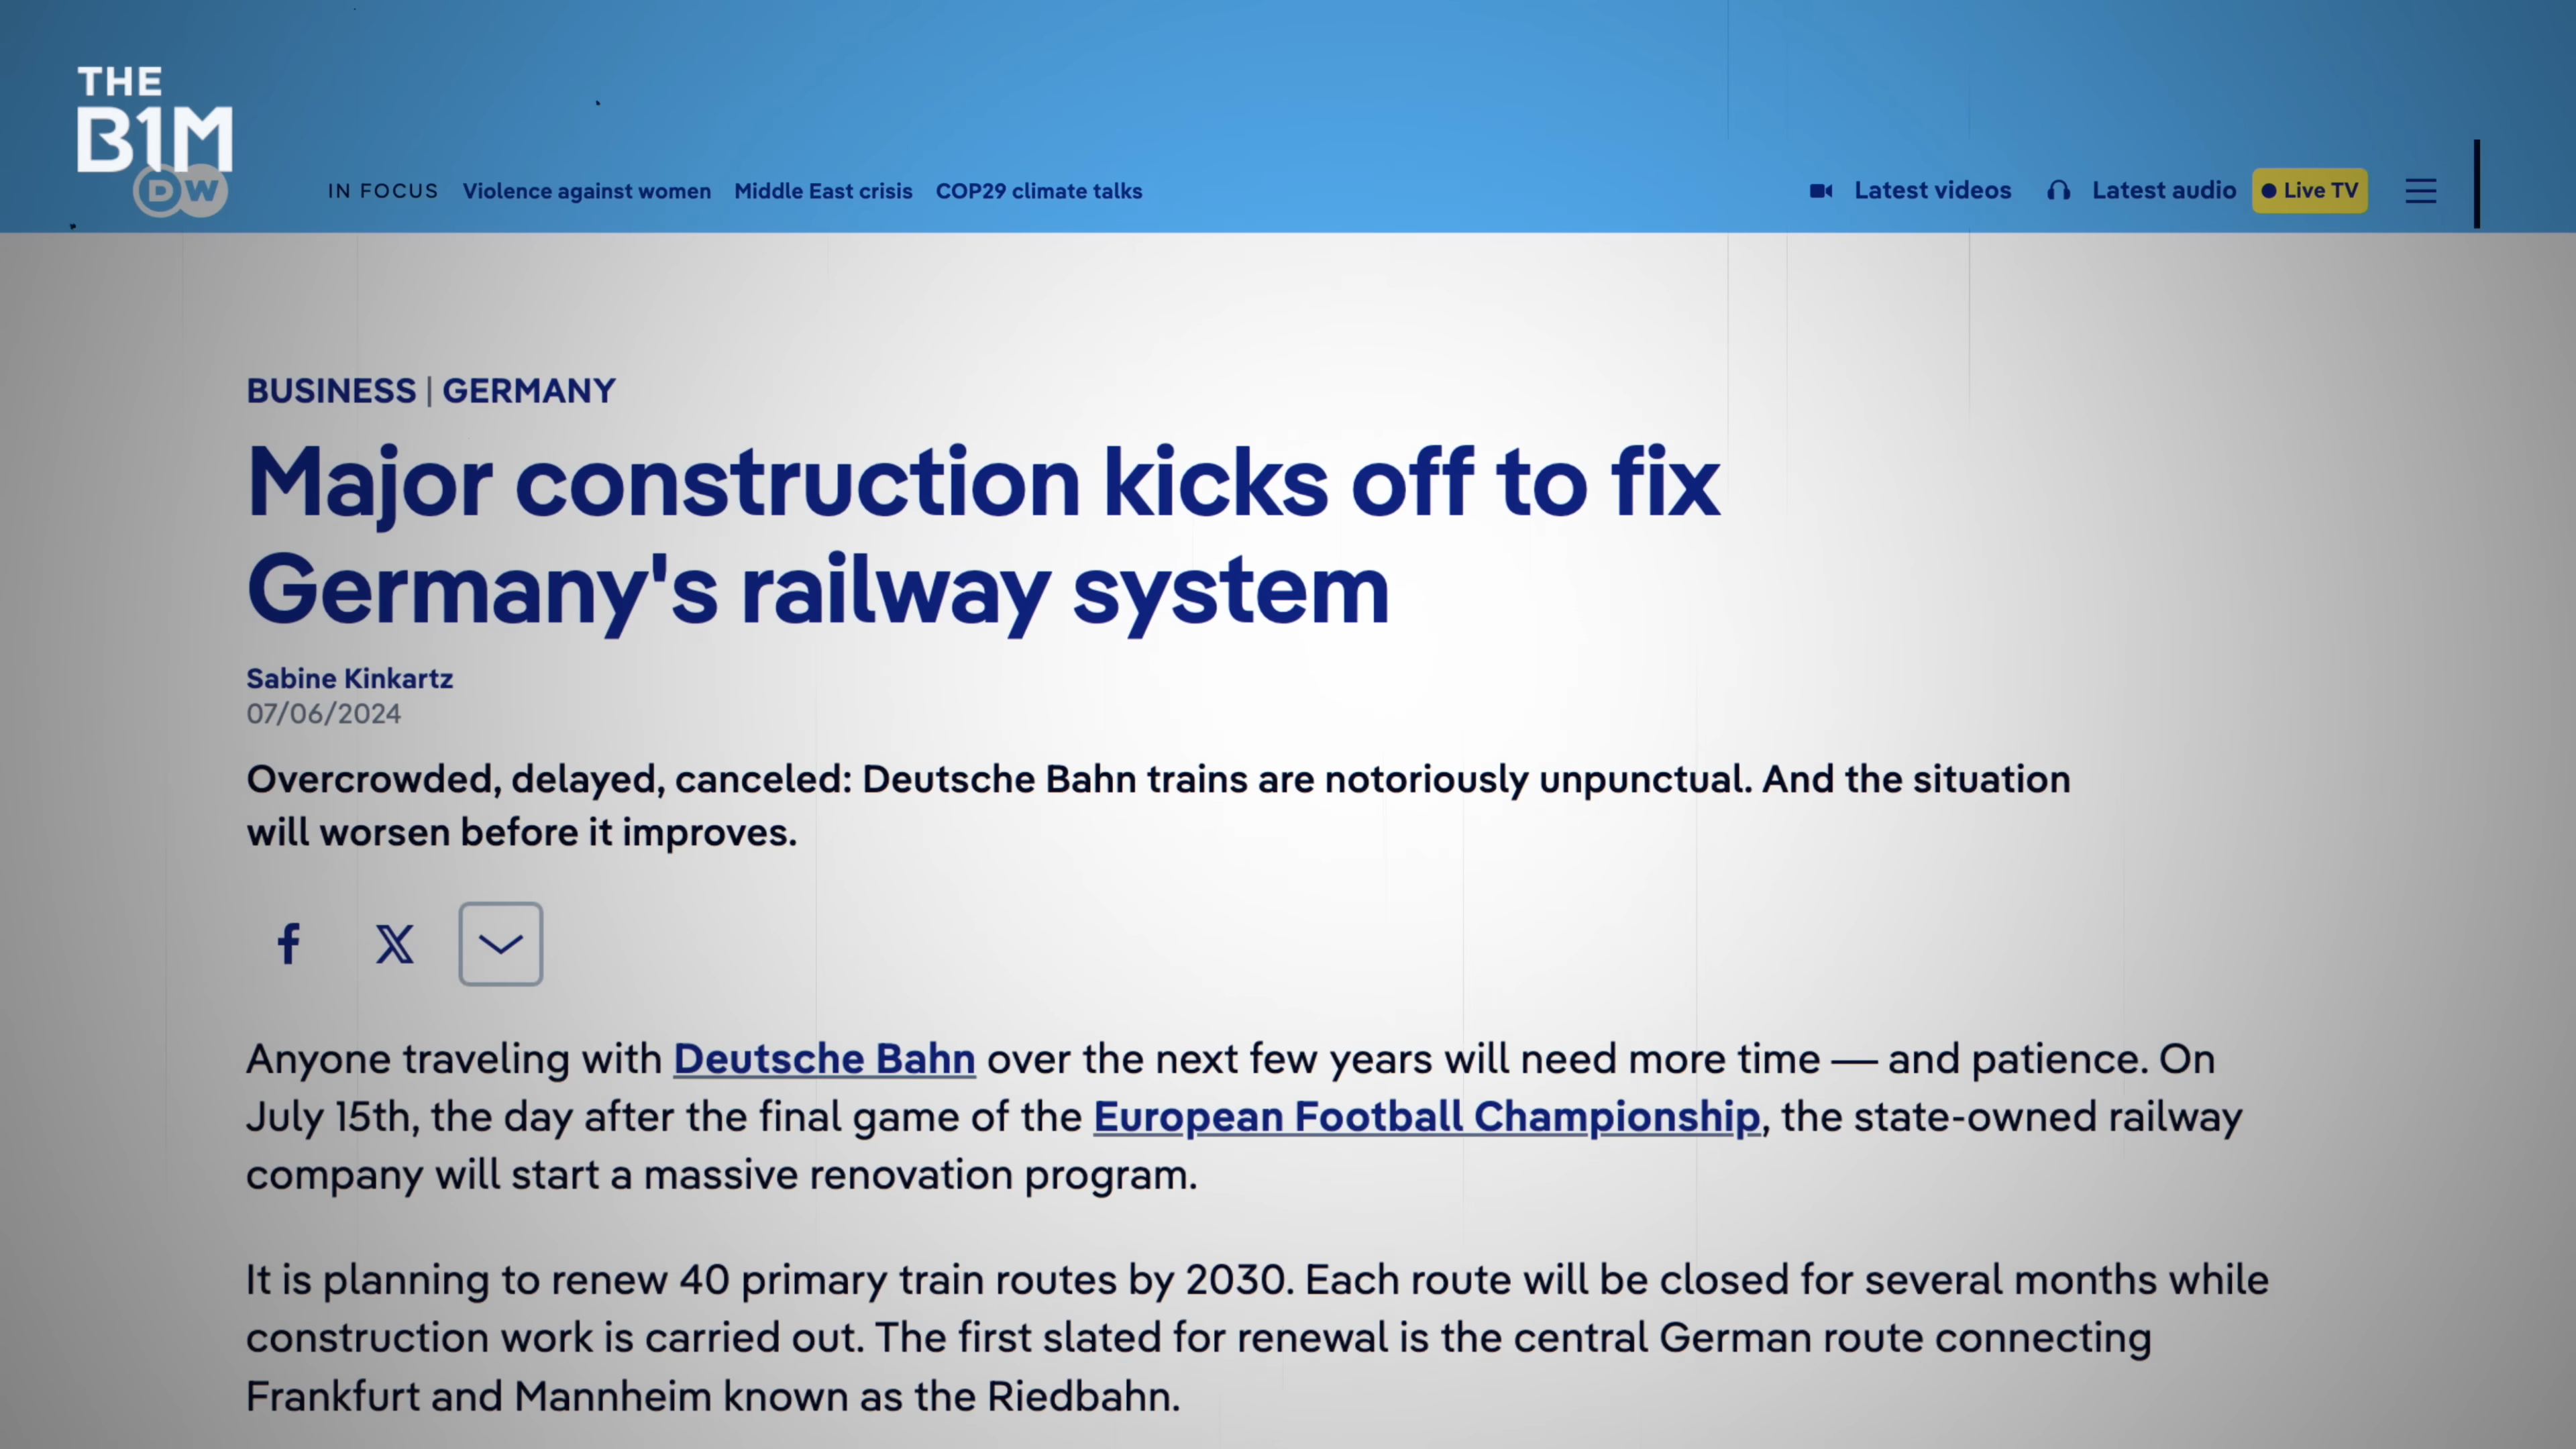 THE
B1M
DW
IN FOCUS Violence against women Middle East crisis COP29 climate talks
Latest videos Latest audio Live TV
BUSINESS | GERMANY
Major construction kicks off to fix
Germany's railway system
Sabine Kinkartz
07/06/2024
Overcrowded, delayed, canceled: Deutsche Bahn trains are notoriously unpunctual. And the situation
will worsen before it improves.
Anyone traveling with Deutsche Bahn over the next few years will need more time — and patience. On
July 15th, the day after the final game of the European Football Championship, the state-owned railway
company will start a massive renovation program.
It is planning to renew 40 primary train routes by 2030. Each route will be closed for several months while
construction work is carried out. The first slated for renewal is the central German route connecting
Frankfurt and Mannheim known as the Riedbahn.